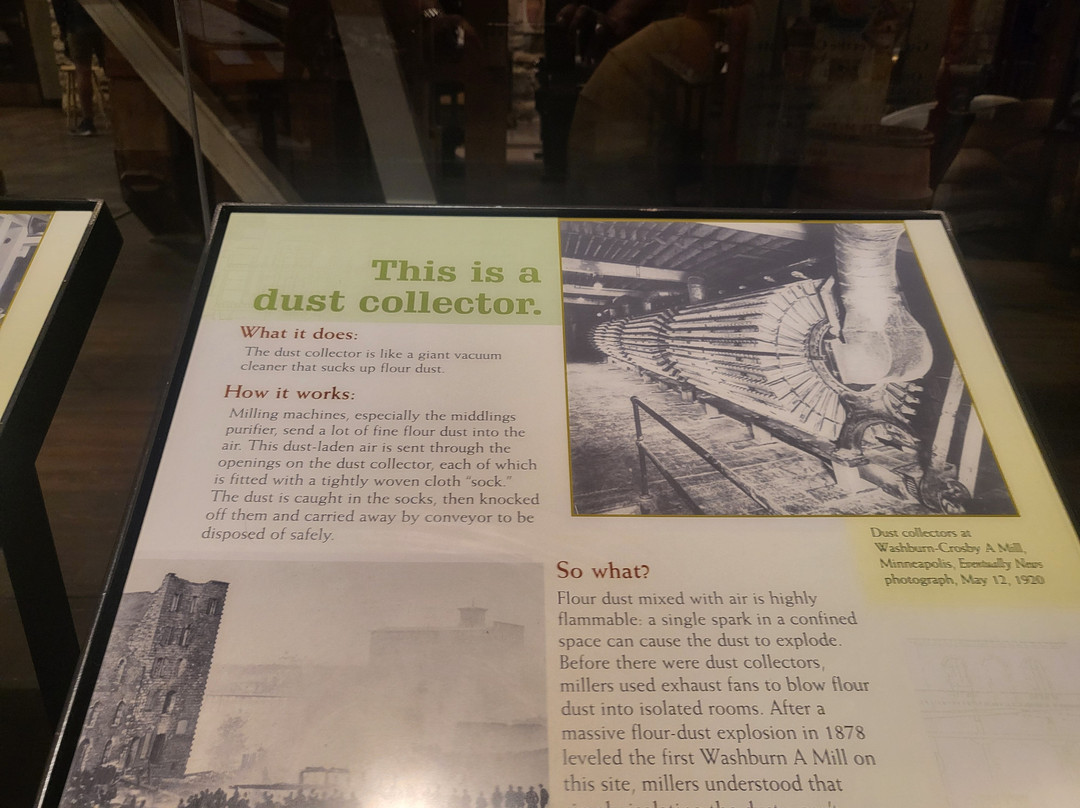 This is a
dust collector.
What it does:
The dust collector is like a giant vacuum
cleaner that sucks up flour dust.
How it works:
Milling machines, especially the middlings
purifier, send a lot of fine flour dust into the
air. This dust-laden air is sent through the
openings on the dust collector, each of which
is fitted with a tightly woven cloth “sock.”
The dust is caught in the socks, then knocked
off them and carried away by conveyor to be
disposed of safely.
Dust collectors at
Washburn-Crosby A Mill,
Minneapolis, Eventually News
photograph, May 12, 1920
So what?
Flour dust mixed with air is highly
flammable: a single spark in a confined
space can cause the dust to explode.
Before there were dust collectors,
millers used exhaust fans to blow flour
dust into isolated rooms. After a
massive flour-dust explosion in 1878
leveled the first Washburn A Mill on
this site, millers understood that